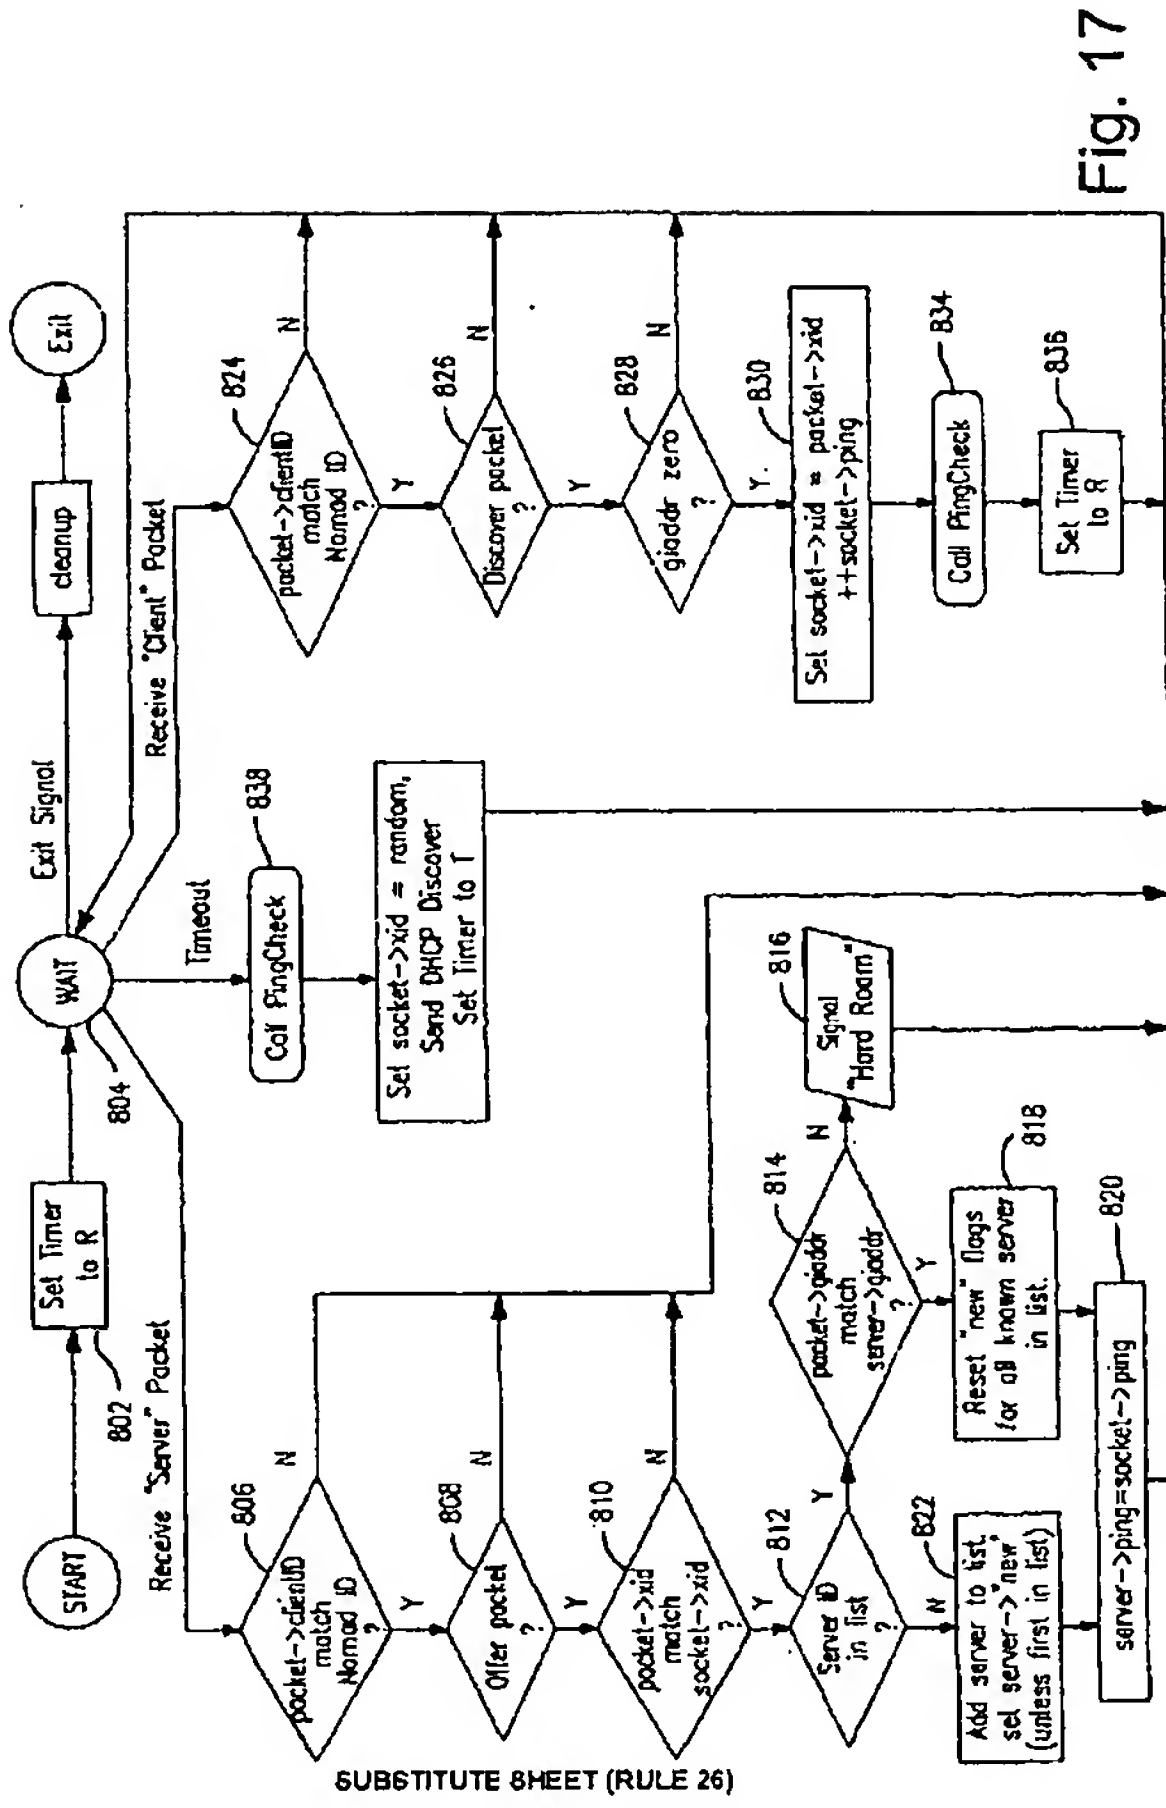 START
Set Timer
to R
802
WAIT
804
Exit Signal
cleanup
Exit
Receive "Server" Packet
Timeout
Receive "Client" Packet
packet->clientID
match
Nomad ID
?
806
N
Y
Offer packet
?
808
N
Y
packet->xid
match
socket->xid
?
810
N
Y
Server ID
in list
?
812
Y
N
packet->giaddr
match
server->giaddr
?
814
N
Y
Signal
"Hard Roam"
816
Reset "new" flags
for all known server
in list.
818
Add server to list.
set server->"new"
(unless first in list)
822
server->ping=socket->ping
820
Call PingCheck
838
Set socket->xid = random,
Send DHCP Discover
Set Timer to T
packet->clientID
match
Nomad ID
?
824
N
Y
Discover packet
?
826
N
Y
giaddr zero
?
828
N
Y.
Set socket->xid = packet->xid
++socket->ping
830
Call PingCheck
834
Set Timer
to R
836
Fig. 17
SUBSTITUTE SHEET (RULE 26)